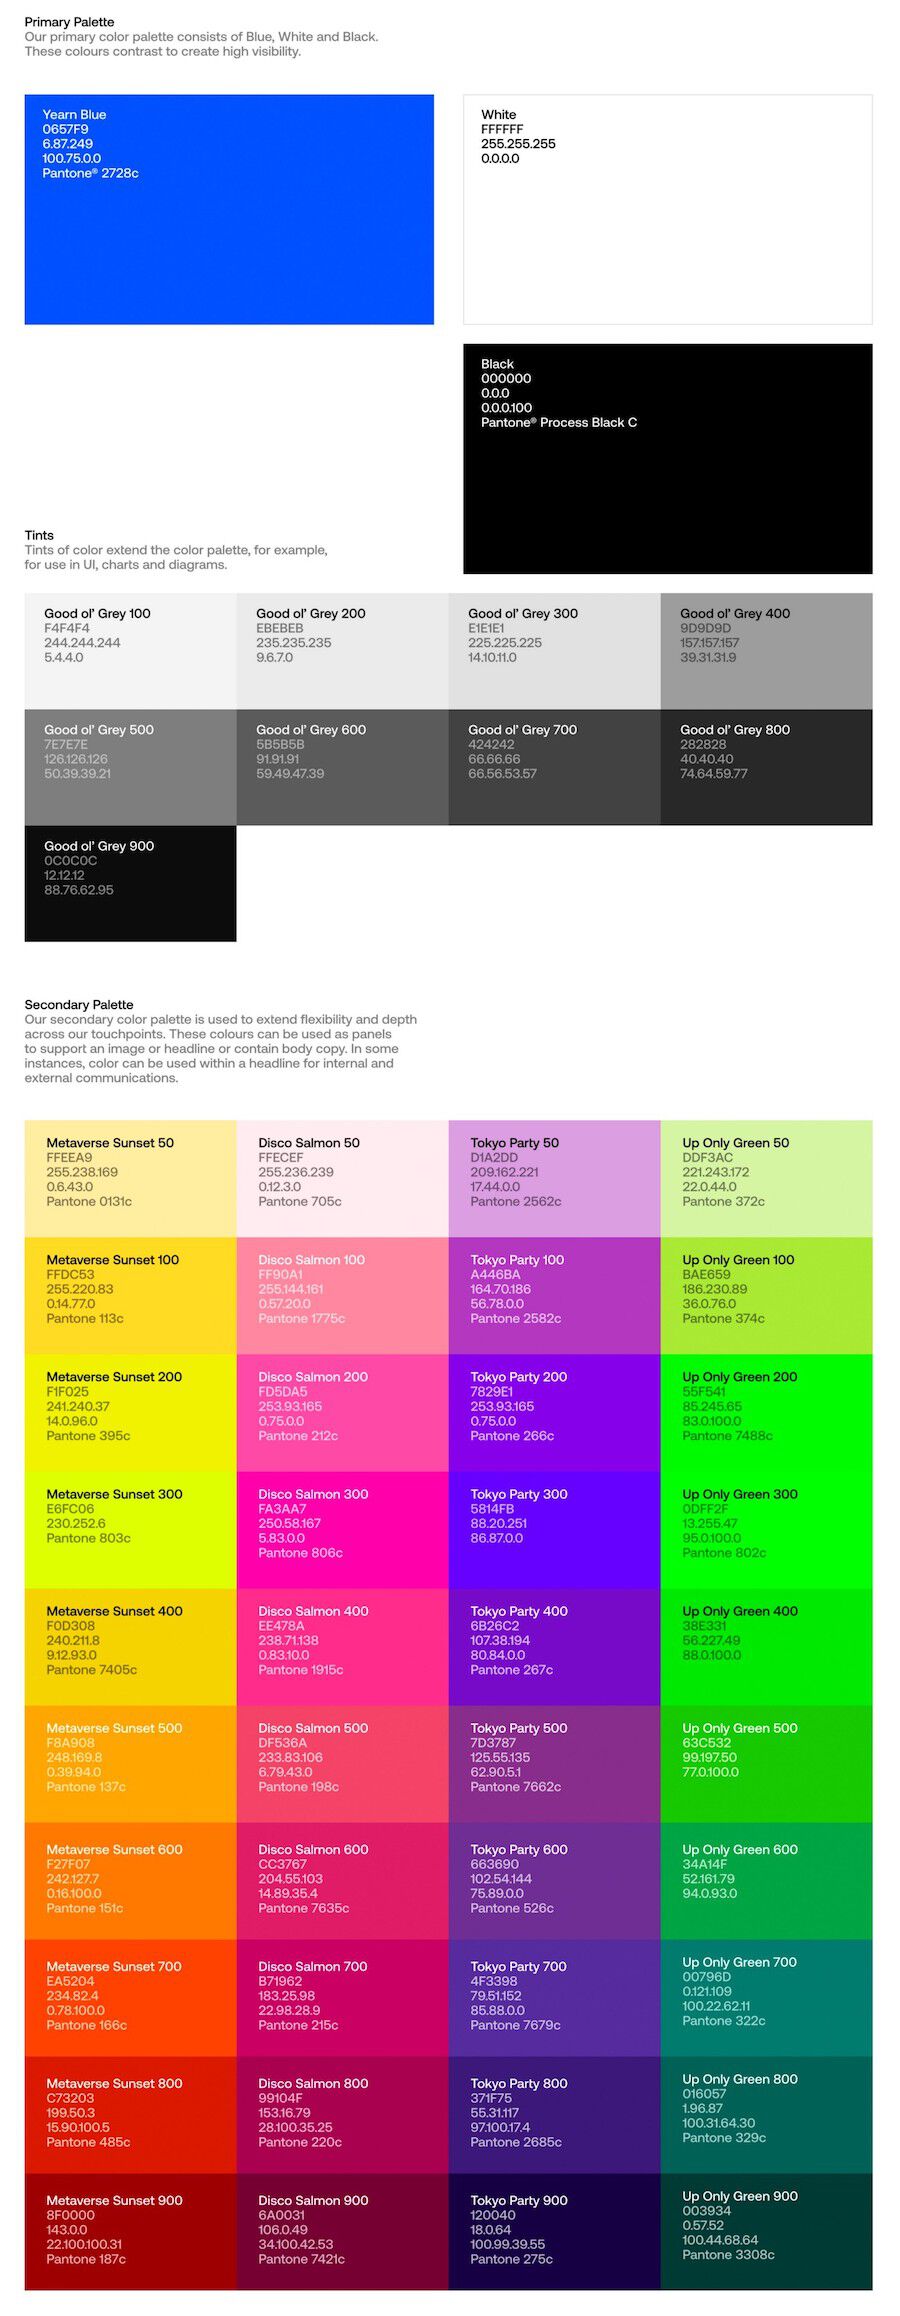 Primary Palette
Our primary color palette consists of Blue, White and Black.
These colours contrast to create high visibility.
Yearn Blue
0657F9
6.87.249
100.75.0.0
Pantone® 2728c
White
FFFFFF
255.255.255
0.0.0.0
Black
000000
0.0.0
0.0.0.100
Pantone® Process Black C
Tints
Tints of color extend the color palette, for example,
for use in UI, charts and diagrams.
Good ol’ Grey 100
F4F4F4
244.244.244
5.4.4.0
Good ol’ Grey 200
EBEBEB
235.235.235
9.6.7.0
Good ol’ Grey 300
E1E1E1
225.225.225
14.10.11.0
Good ol’ Grey 400
9D9D9D
157.157.157
39.31.31.9
Good ol’ Grey 500
7E7E7E
126.126.126
50.39.39.21
Good ol’ Grey 600
5B5B5B
91.91.91
59.49.47.39
Good ol’ Grey 700
424242
66.66.66
66.56.53.57
Good ol’ Grey 800
282828
40.40.40
74.64.59.77
Good ol’ Grey 900
0C0C0C
12.12.12
88.76.62.95
Secondary Palette
Our secondary color palette is used to extend flexibility and depth
across our touchpoints. These colours can be used as panels
to support an image or headline or contain body copy. In some
instances, color can be used within a headline for internal and
external communications.
Metaverse Sunset 50
FFEEA9
255.238.169
0.6.43.0
Pantone 0131c
Disco Salmon 50
FFECEF
255.236.239
0.12.3.0
Pantone 705c
Tokyo Party 50
D1A2DD
209.162.221
17.44.0.0
Pantone 2562c
Up Only Green 50
DDF3AC
221.243.172
22.0.44.0
Pantone 372c
Metaverse Sunset 100
FFDC53
255.220.83
0.14.77.0
Pantone 113c
Disco Salmon 100
FF90A1
255.144.161
0.57.20.0
Pantone 1775c
Tokyo Party 100
A446BA
164.70.186
56.78.0.0
Pantone 2582c
Up Only Green 100
BAE659
186.230.89
36.0.76.0
Pantone 374c
Metaverse Sunset 200
F1F025
241.240.37
14.0.96.0
Pantone 395c
Disco Salmon 200
FD5DA5
253.93.165
0.75.0.0
Pantone 212c
Tokyo Party 200
7829E1
253.93.165
0.75.0.0
Pantone 266c
Up Only Green 200
55F541
85.245.65
83.0.100.0
Pantone 7488c
Metaverse Sunset 300
E6FC06
230.252.6
Pantone 803c
Disco Salmon 300
FA3AA7
250.58.167
5.83.0.0
Pantone 806c
Tokyo Party 300
5814FB
88.20.251
86.87.0.0
Up Only Green 300
0DFF2F
13.255.47
95.0.100.0
Pantone 802c
Metaverse Sunset 400
F0D308
240.211.8
9.12.93.0
Pantone 7405c
Disco Salmon 400
EE478A
238.71.138
0.83.10.0
Pantone 1915c
Tokyo Party 400
6B26C2
107.38.194
80.84.0.0
Pantone 267c
Up Only Green 400
38E331
56.227.49
88.0.100.0
Metaverse Sunset 500
F8A908
248.169.8
0.39.94.0
Pantone 137c
Disco Salmon 500
DF536A
233.83.106
6.79.43.0
Pantone 198c
Tokyo Party 500
7D3787
125.55.135
62.90.5.1
Pantone 7662c
Up Only Green 500
63C532
99.197.50
77.0.100.0
Metaverse Sunset 600
F27F07
242.127.7
0.16.100.0
Pantone 151c
Disco Salmon 600
CC3767
204.55.103
14.89.35.4
Pantone 7635c
Tokyo Party 600
663690
102.54.144
75.89.0.0
Pantone 526c
Up Only Green 600
34A14F
52.161.79
94.0.93.0
Metaverse Sunset 700
EA5204
234.82.4
0.78.100.0
Pantone 166c
Disco Salmon 700
B71962
183.25.98
22.98.28.9
Pantone 215c
Tokyo Party 700
4F3398
79.51.152
85.88.0.0
Pantone 7679c
Up Only Green 700
00796D
0.121.109
100.22.62.11
Pantone 322c
Metaverse Sunset 800
C73203
199.50.3
15.90.100.5
Pantone 485c
Disco Salmon 800
99104F
153.16.79
28.100.35.25
Pantone 220c
Tokyo Party 800
371F75
55.31.117
97.100.17.4
Pantone 2685c
Up Only Green 800
016057
1.96.87
100.31.64.30
Pantone 329c
Metaverse Sunset 900
8F0000
143.0.0
22.100.100.31
Pantone 187c
Disco Salmon 900
6A0031
106.0.49
34.100.42.53
Pantone 7421c
Tokyo Party 900
120040
18.0.64
100.99.39.55
Pantone 275c
Up Only Green 900
003934
0.57.52
100.44.68.64
Pantone 3308c